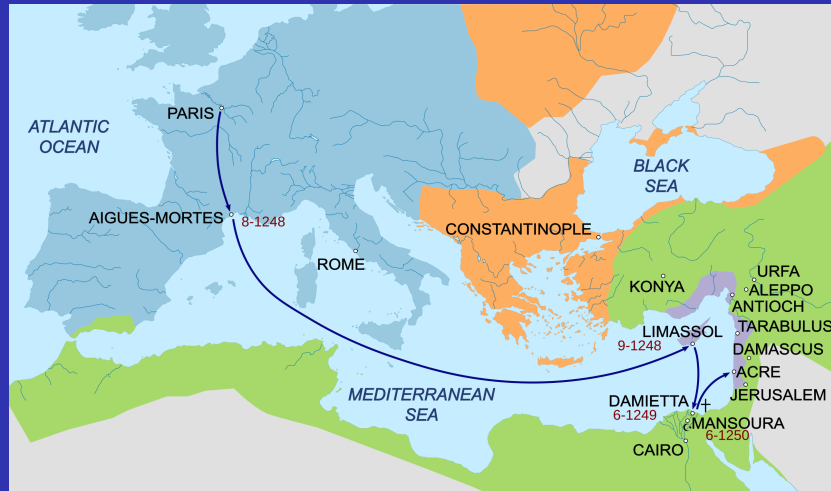 PARIS
ATLANTIC
OCEAN
BLACK
SEA
AIGUES-MORTES
8-1248
CONSTANTINOPLE
ROME
KONYA
URFA
ALEPPO
ANTIOCH
LIMASSOL
TARABULUS
9-1248
DAMASCUS
ACRE
MEDITERRANEAN
SEA
JERUSALEM
DAMIETTA
6-1249
MANSOURA
6-1250
CAIRO